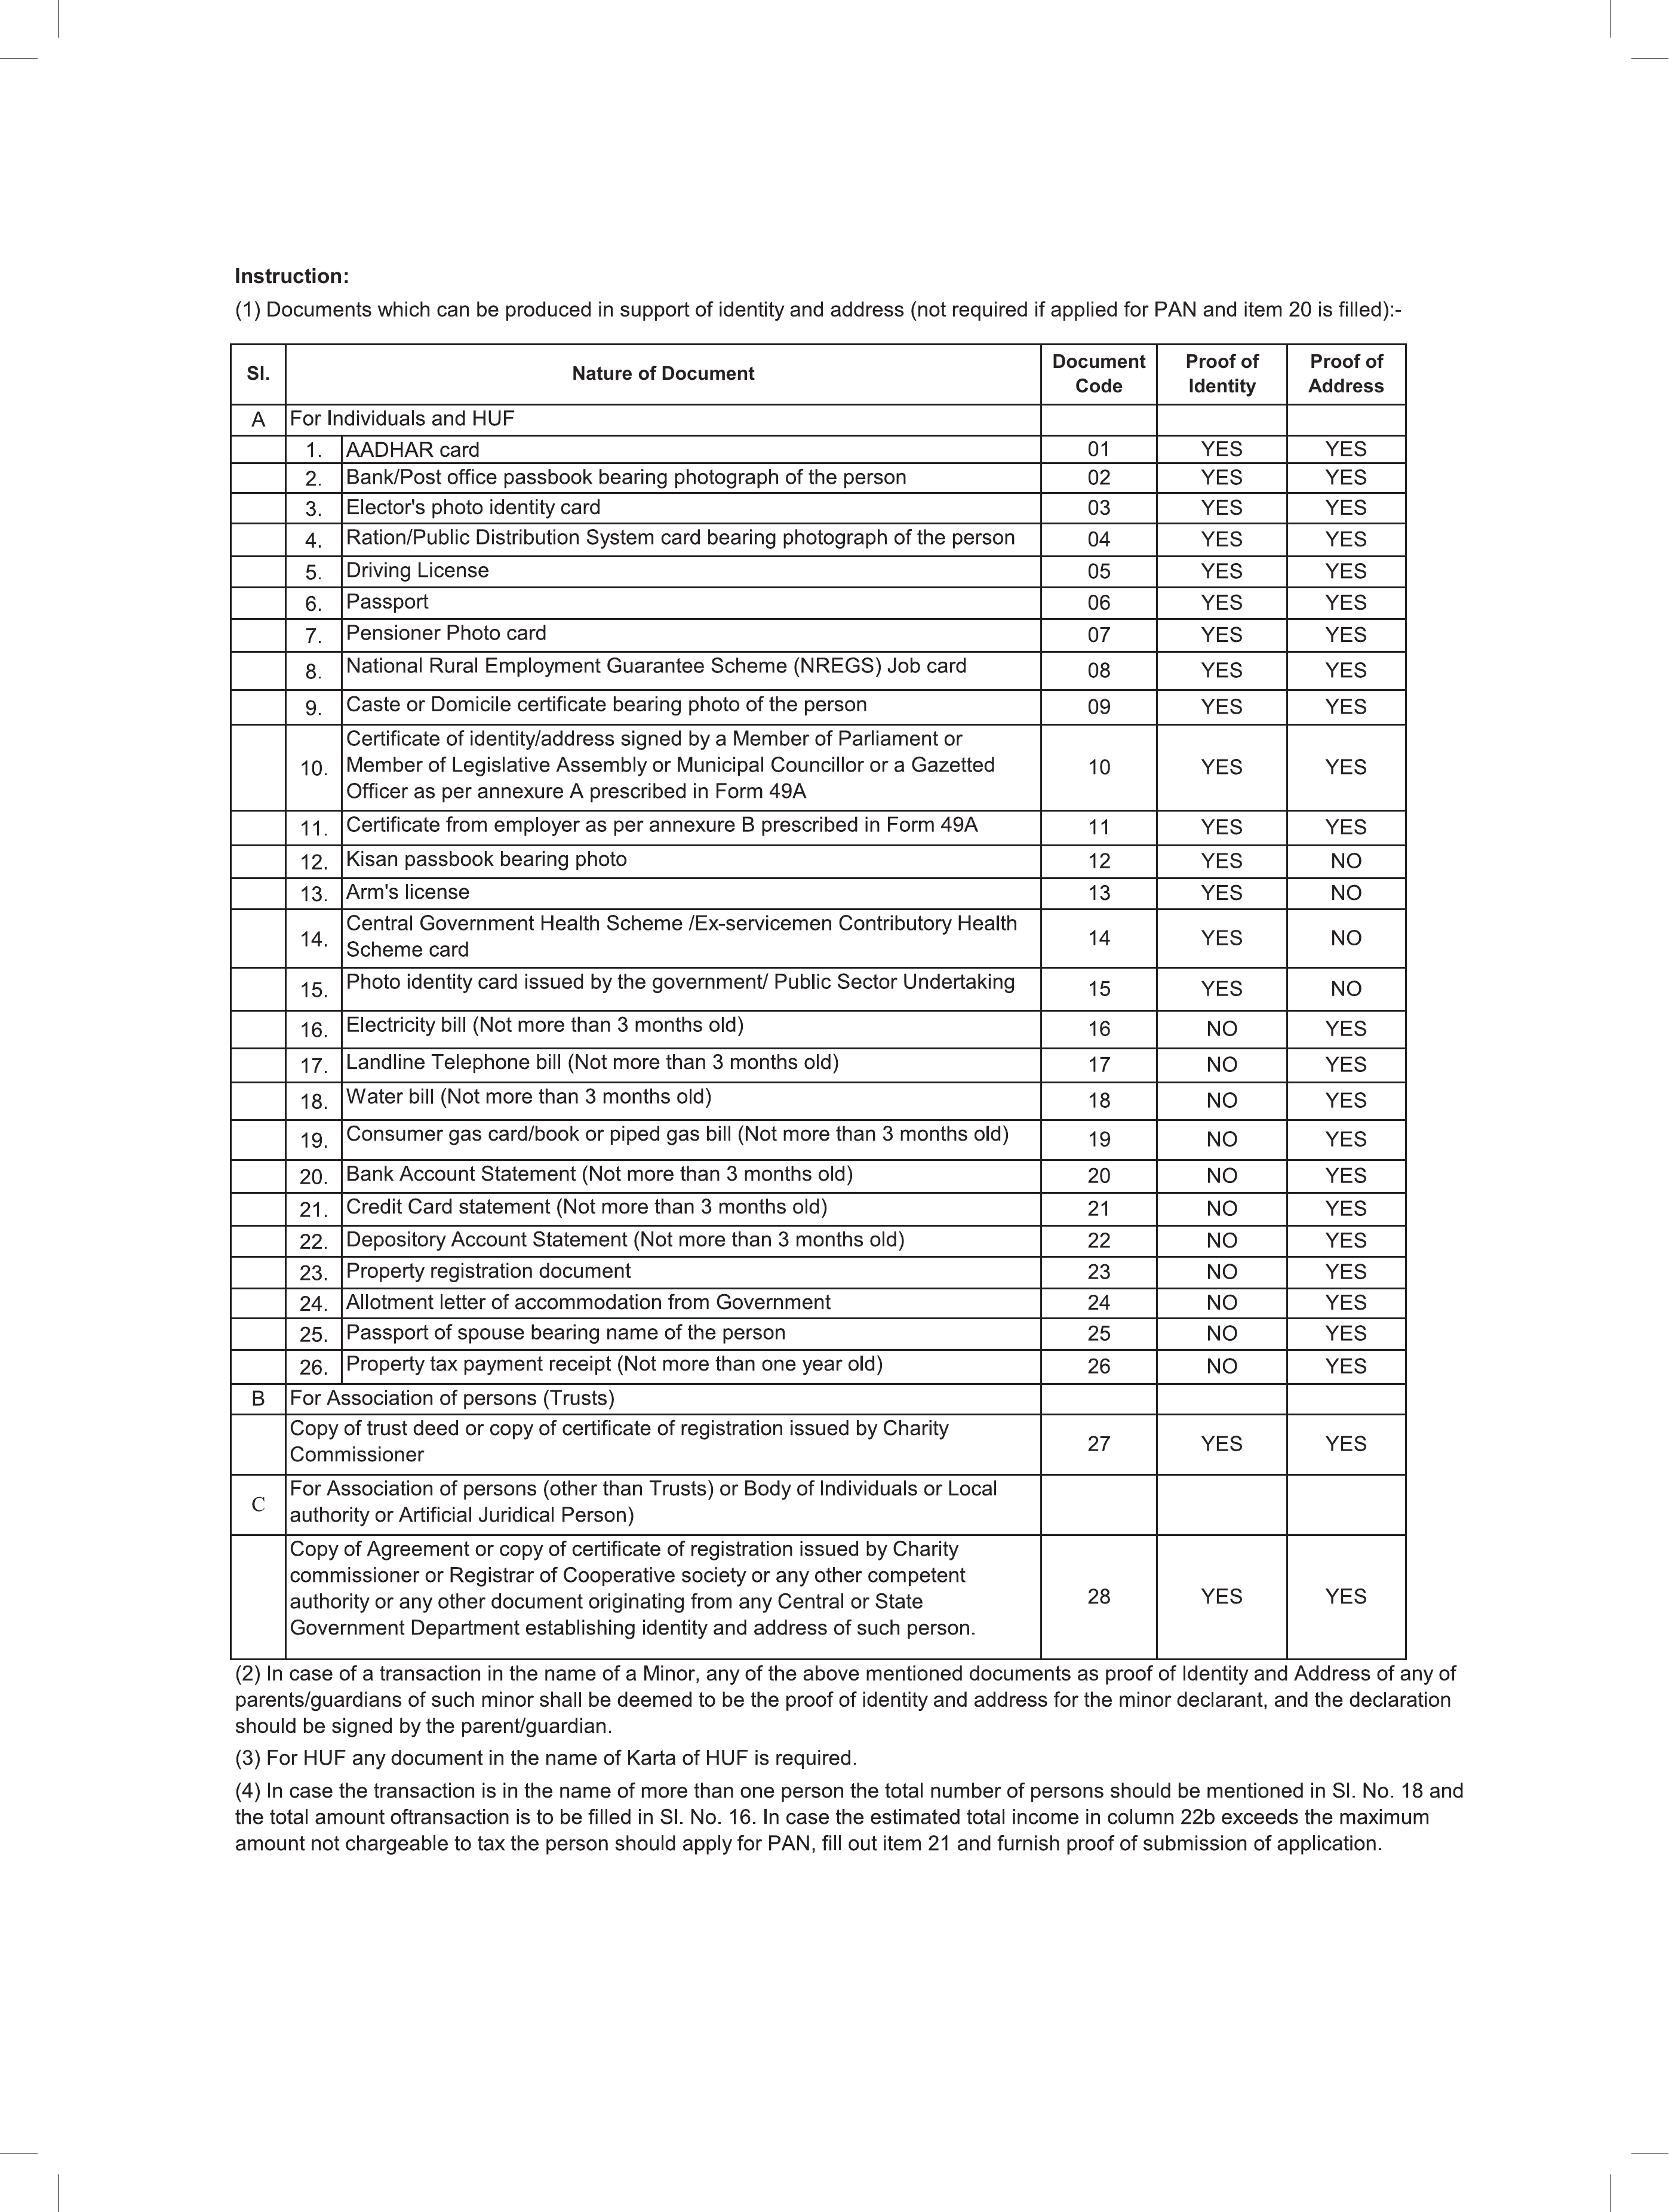 Instruction:
(1) Documents which can be produced in support of identity and address (not required if applied for PAN and item 20 is filled):-
Sl. Nature of Document Document Code Proof of Identity Proof of Address
A For Individuals and HUF
1. AADHAR card 01 YES YES
2. Bank/Post office passbook bearing photograph of the person 02 YES YES
3. Elector's photo identity card 03 YES YES
4. Ration/Public Distribution System card bearing photograph of the person 04 YES YES
5. Driving License 05 YES YES
6. Passport 06 YES YES
7. Pensioner Photo card 07 YES YES
8. National Rural Employment Guarantee Scheme (NREGS) Job card 08 YES YES
9. Caste or Domicile certificate bearing photo of the person 09 YES YES
10. Certificate of identity/address signed by a Member of Parliament or
Member of Legislative Assembly or Municipal Councillor or a Gazetted
Officer as per annexure A prescribed in Form 49A 10 YES YES
11. Certificate from employer as per annexure B prescribed in Form 49A 11 YES YES
12. Kisan passbook bearing photo 12 YES NO
13. Arm's license 13 YES NO
14. Central Government Health Scheme /Ex-servicemen Contributory Health
Scheme card 14 YES NO
15. Photo identity card issued by the government/ Public Sector Undertaking 15 YES NO
16. Electricity bill (Not more than 3 months old) 16 NO YES
17. Landline Telephone bill (Not more than 3 months old) 17 NO YES
18. Water bill (Not more than 3 months old) 18 NO YES
19. Consumer gas card/book or piped gas bill (Not more than 3 months old) 19 NO YES
20. Bank Account Statement (Not more than 3 months old) 20 NO YES
21. Credit Card statement (Not more than 3 months old) 21 NO YES
22. Depository Account Statement (Not more than 3 months old) 22 NO YES
23. Property registration document 23 NO YES
24. Allotment letter of accommodation from Government 24 NO YES
25. Passport of spouse bearing name of the person 25 NO YES
26. Property tax payment receipt (Not more than one year old) 26 NO YES
B For Association of persons (Trusts)
Copy of trust deed or copy of certificate of registration issued by Charity
Commissioner 27 YES YES
C For Association of persons (other than Trusts) or Body of Individuals or Local
authority or Artificial Juridical Person)
Copy of Agreement or copy of certificate of registration issued by Charity
commissioner or Registrar of Cooperative society or any other competent
authority or any other document originating from any Central or State
Government Department establishing identity and address of such person. 28 YES YES
(2) In case of a transaction in the name of a Minor, any of the above mentioned documents as proof of Identity and Address of any of
parents/guardians of such minor shall be deemed to be the proof of identity and address for the minor declarant, and the declaration
should be signed by the parent/guardian.
(3) For HUF any document in the name of Karta of HUF is required.
(4) In case the transaction is in the name of more than one person the total number of persons should be mentioned in Sl. No. 18 and
the total amount oftransaction is to be filled in Sl. No. 16. In case the estimated total income in column 22b exceeds the maximum
amount not chargeable to tax the person should apply for PAN, fill out item 21 and furnish proof of submission of application.